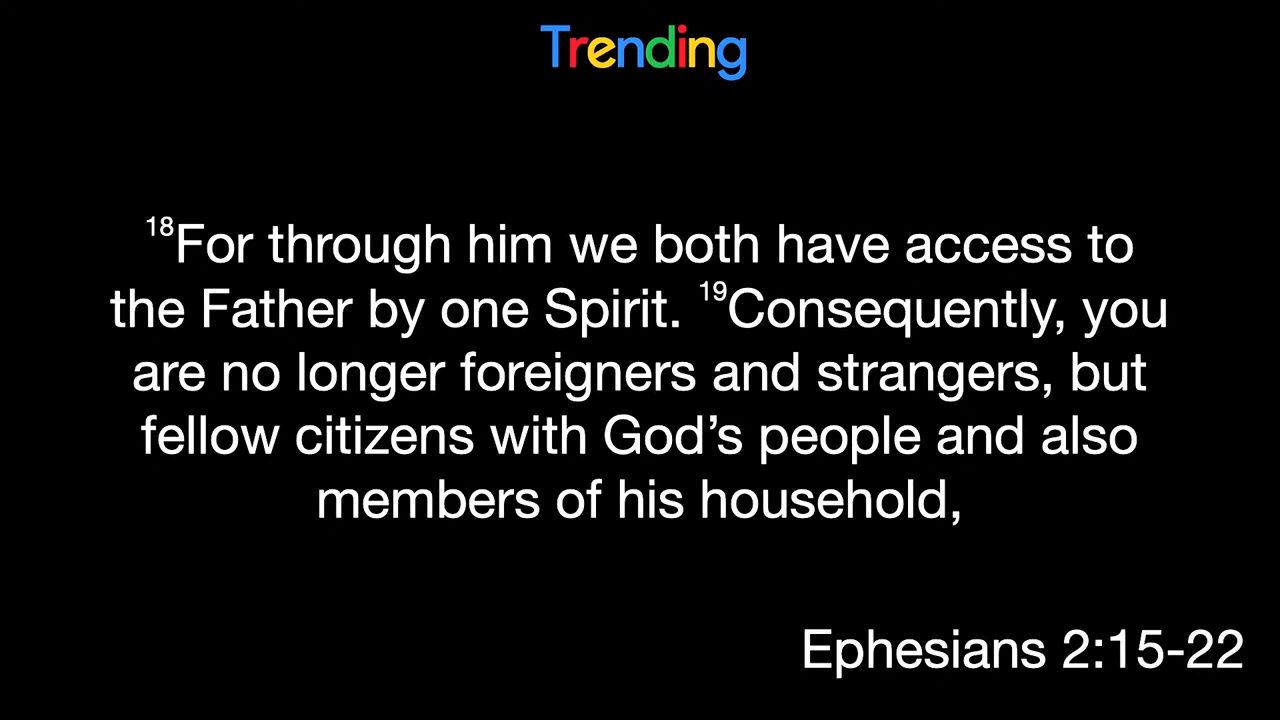 Trending
18For through him we both have access to
the Father by one Spirit. 19Consequently, you
are no longer foreigners and strangers, but
fellow citizens with God’s people and also
members of his household,
Ephesians 2:15-22